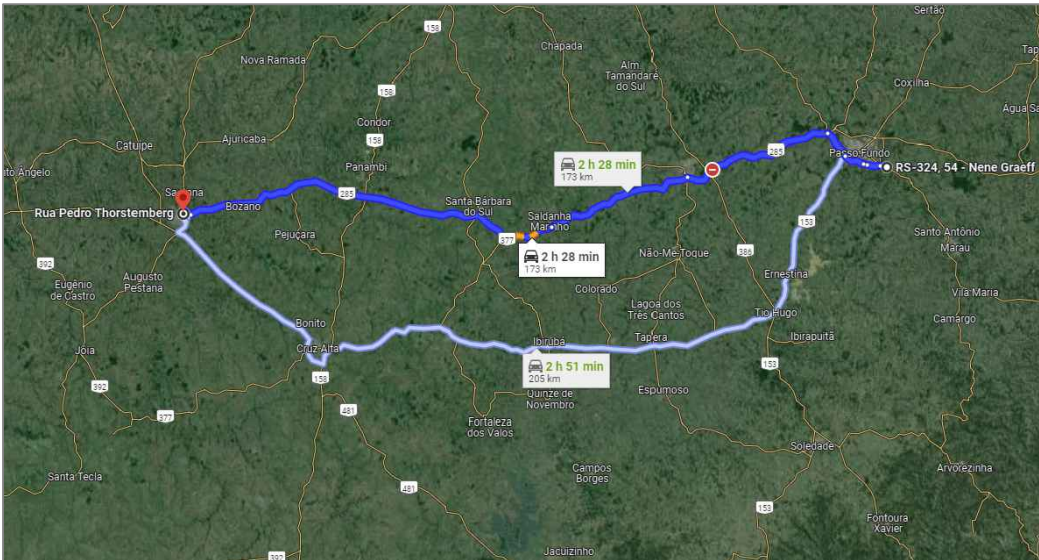 Sertão
158
Chapada
Nova Ramada
Alm.
Tamandaré
do Sul
Coxilha
158
Condor
Água Sa
Catuípe
Ajuricaba
158
Panambi
285
Passo Fundo
2 h 28 min
173 km
RS-324, 54 - Nene Graeff
nto Ângelo
285
Rua Pedro Thorstemberg
Bozano
Santa Bárbara
do Sul
Saldanha
Marinho
153
Santo Antônio
Pejuçara
377
Marau
2 h 28 min
173 km
Não-Me-Toque
386
392
Augusto
Pestana
Eugênio
de Castro
Colorado
Ernestina
Lagoa dos
Três Cantos
Vila Maria
Tio Hugo
Camargo
Bonito
Ibirubá
Tapera
Ibirapuitã
Cruz Alta
Joia
2 h 51 min
205 km
153
158
392
Quinze de
Novembro
Espumoso
481
377
Fortaleza
dos Valos
Soledade
Santa Tecla
Campos
Borges
Arvorezinha
481
153
Fontoura
Xavier
392
Jacuizinho